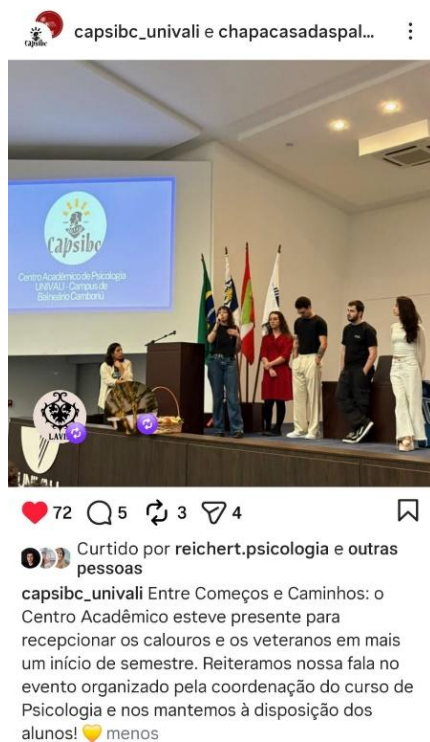 capsibc_univali e chapacasadaspal...
Capsibc
Capsibc
Centro Acadêmico de Psicologia
UNIVALI - Campus de
Balneário Camboriú
LAVE
UNIVALI
72 5 3 4
Curtido por reichert.psicologia e outras
pessoas
capsibc_univali Entre Começos e Caminhos: o
Centro Acadêmico esteve presente para
recepcionar os calouros e os veteranos em mais
um início de semestre. Reiteramos nossa fala no
evento organizado pela coordenação do curso de
Psicologia e nos mantemos à disposição dos
alunos! 💛 menos